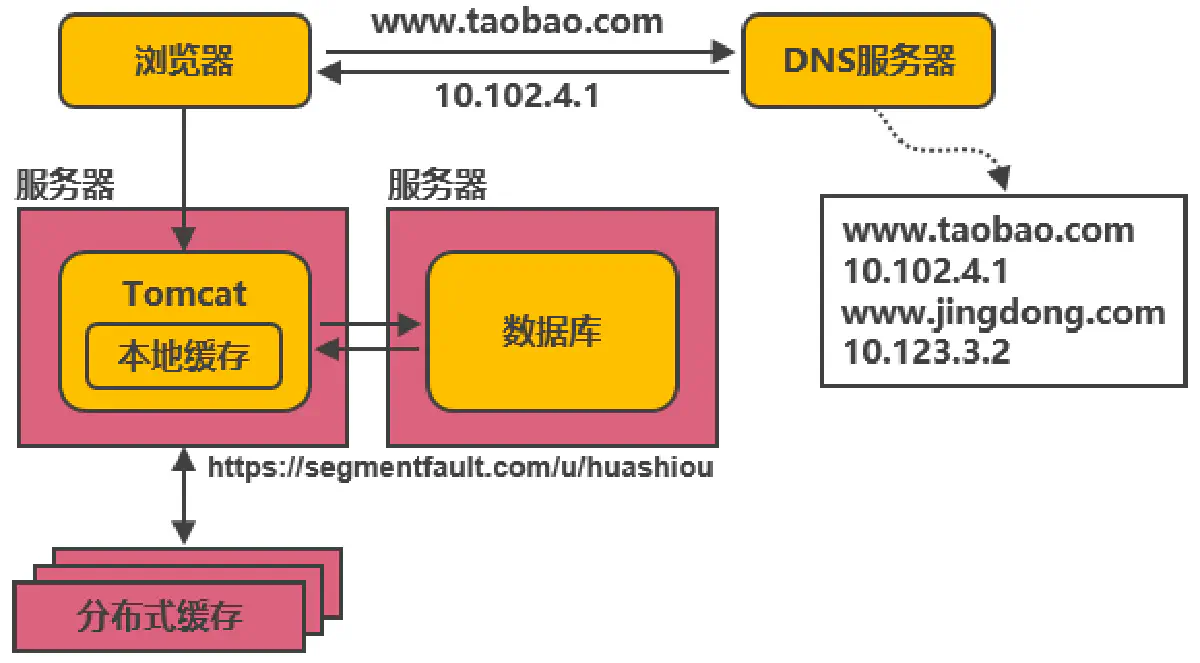 www.taobao.com
浏览器
DNS服务器
10.102.4.1
服务器
服务器
www.taobao.com
10.102.4.1
www.jingdong.com
10.123.3.2
Tomcat
本地缓存
数据库
https://segmentfault.com/u/huashiou
分布式缓存